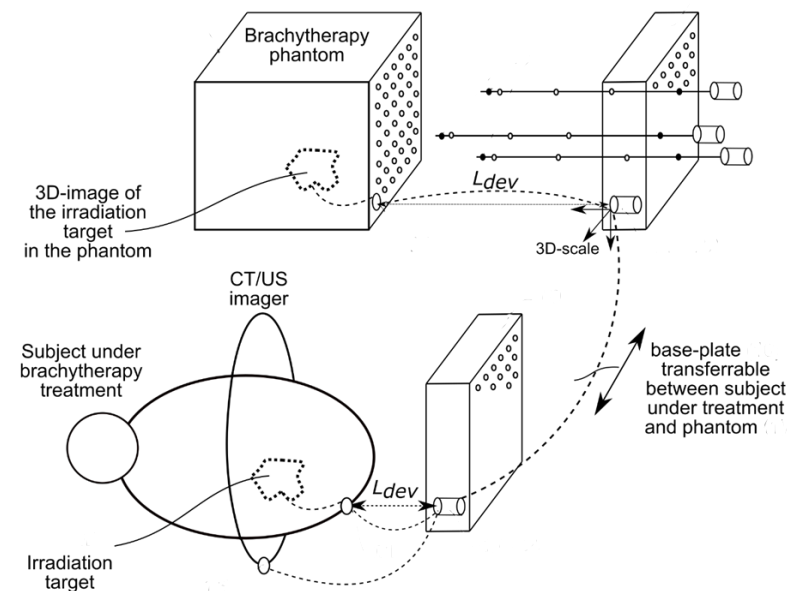 Brachytherapy
phantom
Ldev
3D-image of
the irradiation
target
in the phantom
3D-scale
CT/US
imager
Subject under
brachytherapy
treatment
base-plate
transferrable
between subject
under treatment
and phantom
Ldev
Irradiation
target